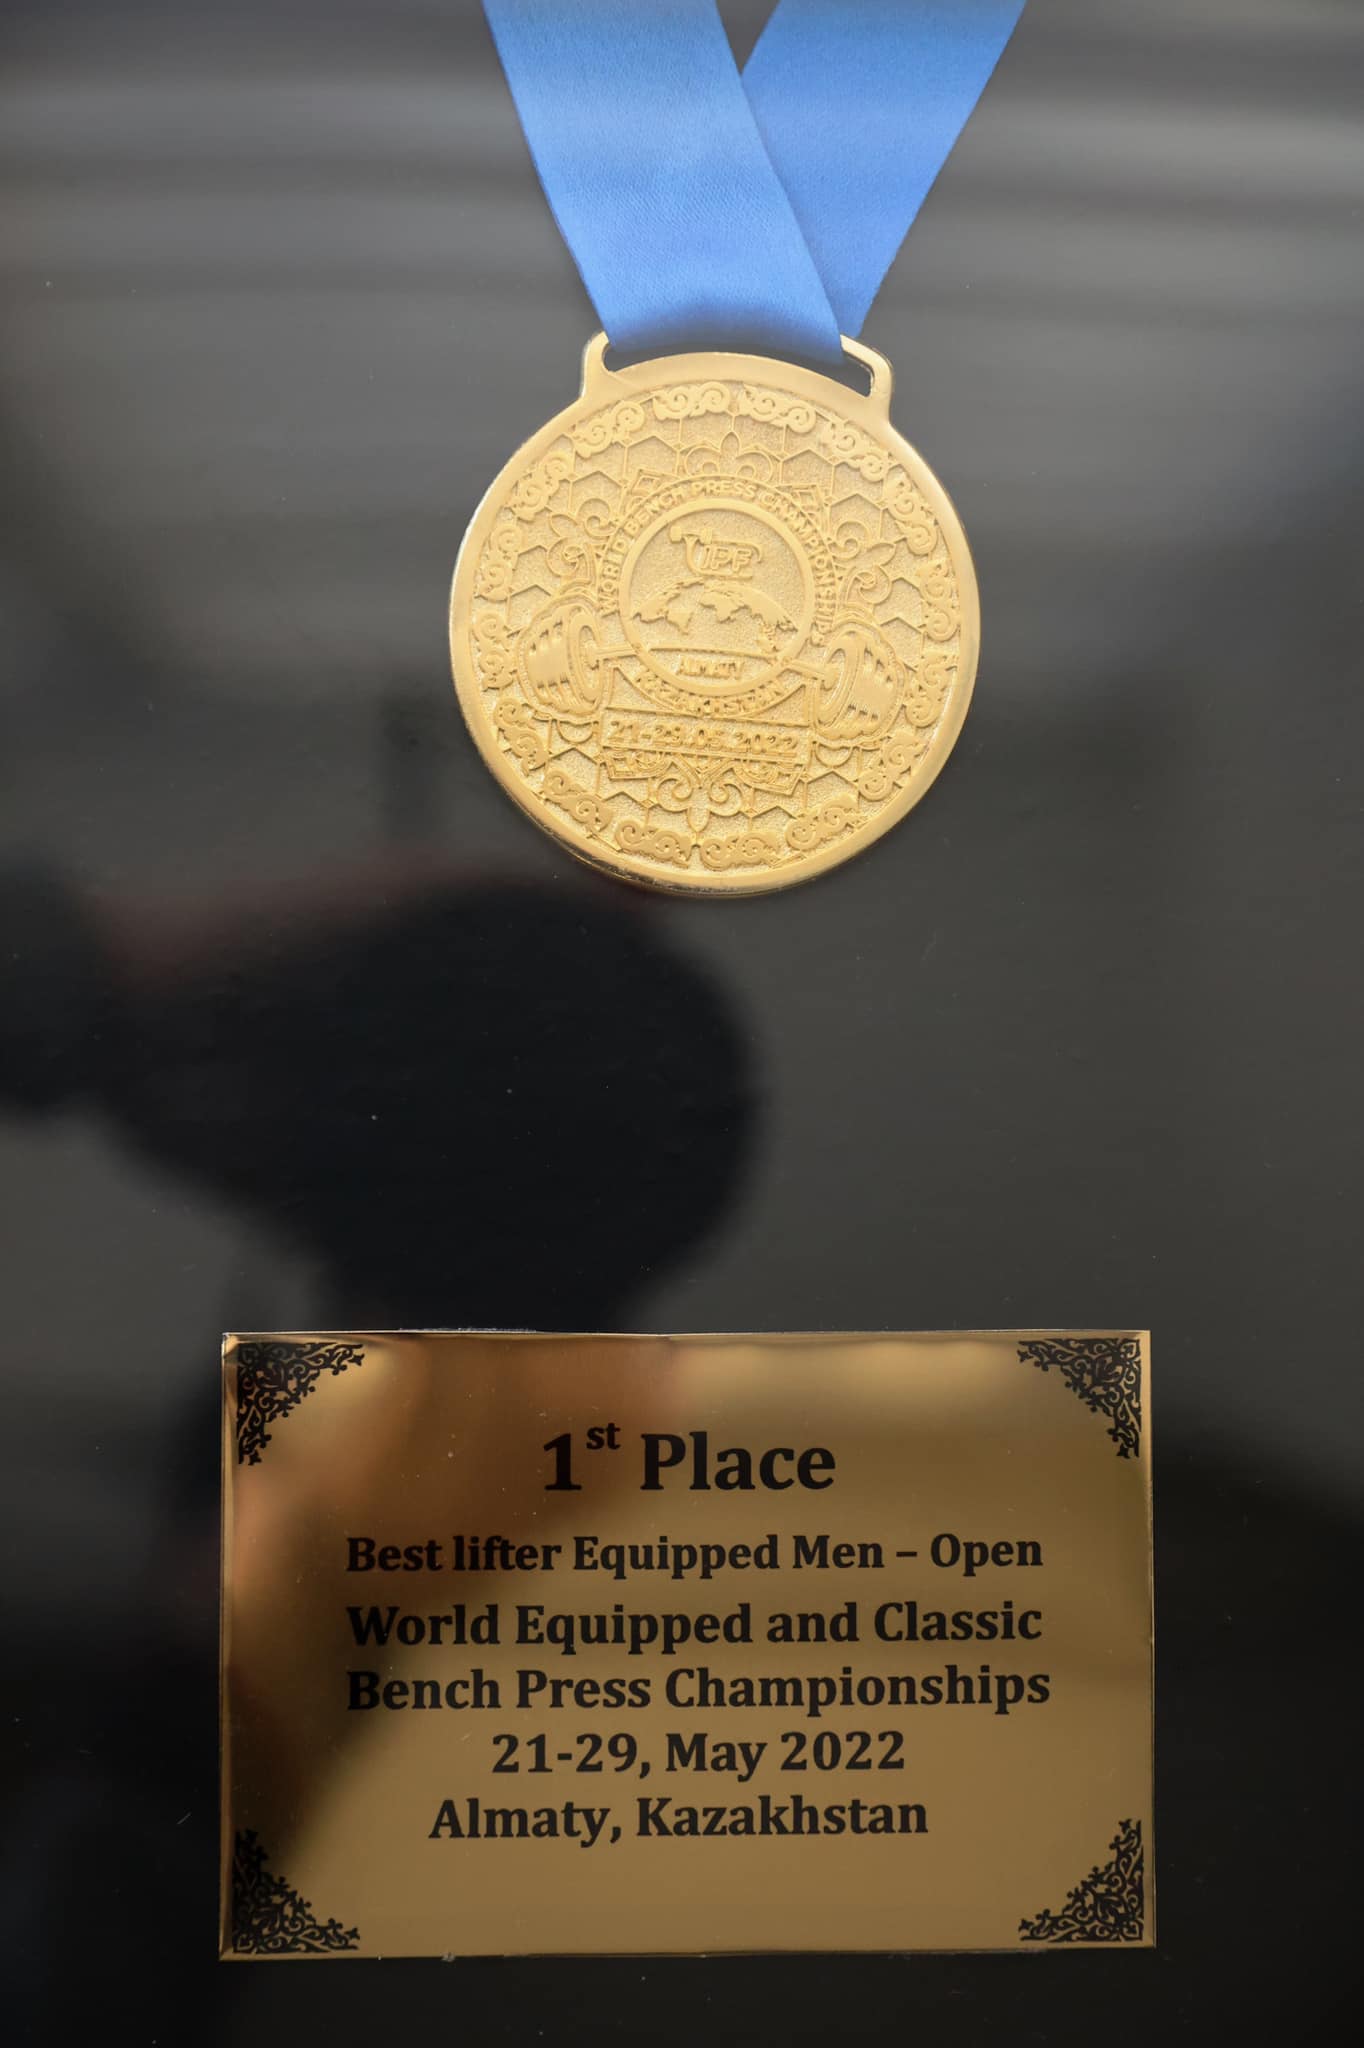 WORLD BENCH PRESS CHAMPIONSHIPS
IPF
ALMATY
KAZAKHSTAN
21-29.05.2022
1st Place
Best lifter Equipped Men – Open
World Equipped and Classic
Bench Press Championships
21-29, May 2022
Almaty, Kazakhstan